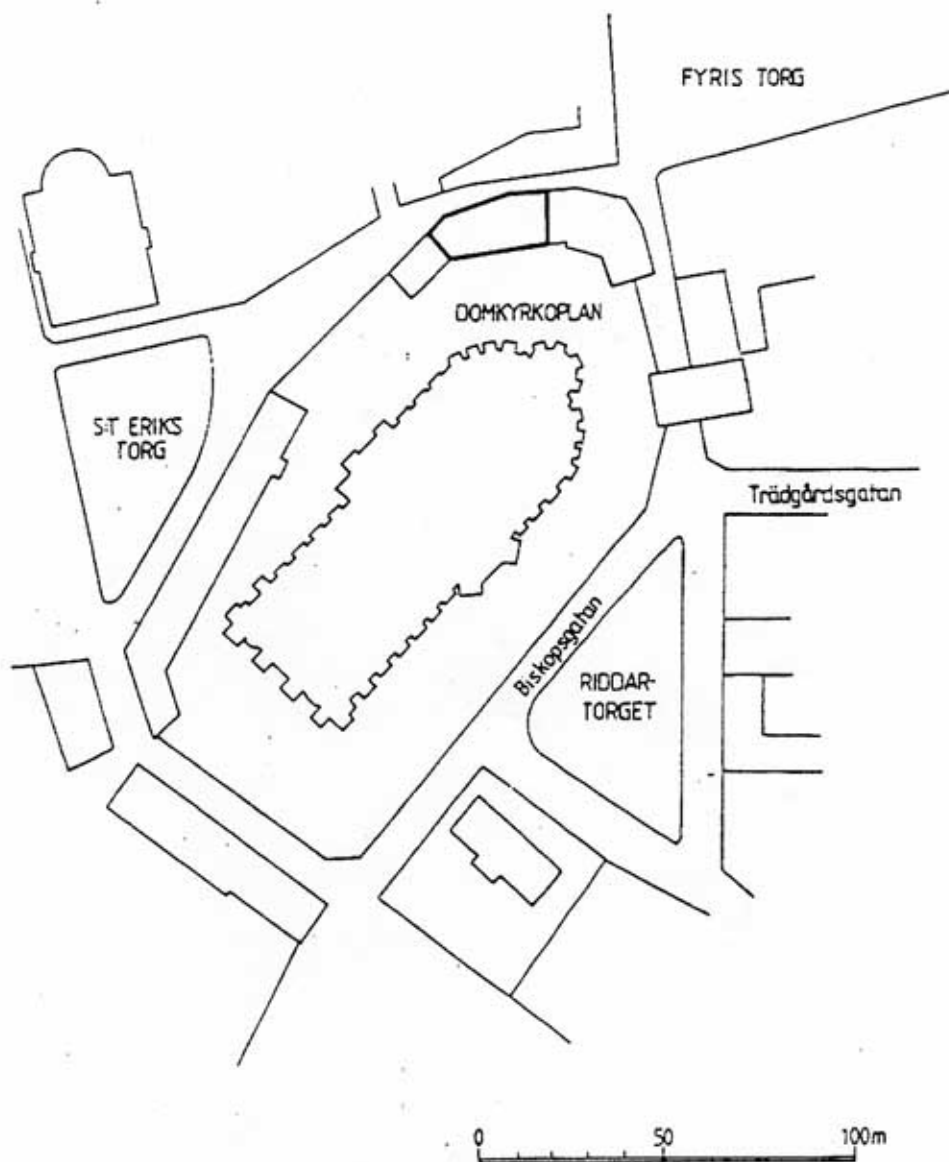 FYRIS TORG
DOMKYRKOPLAN
S:T ERIKS
TORG
Trädgårdsgatan
Biskopsgatan
RIDDAR-
TORGET
0 50 100m